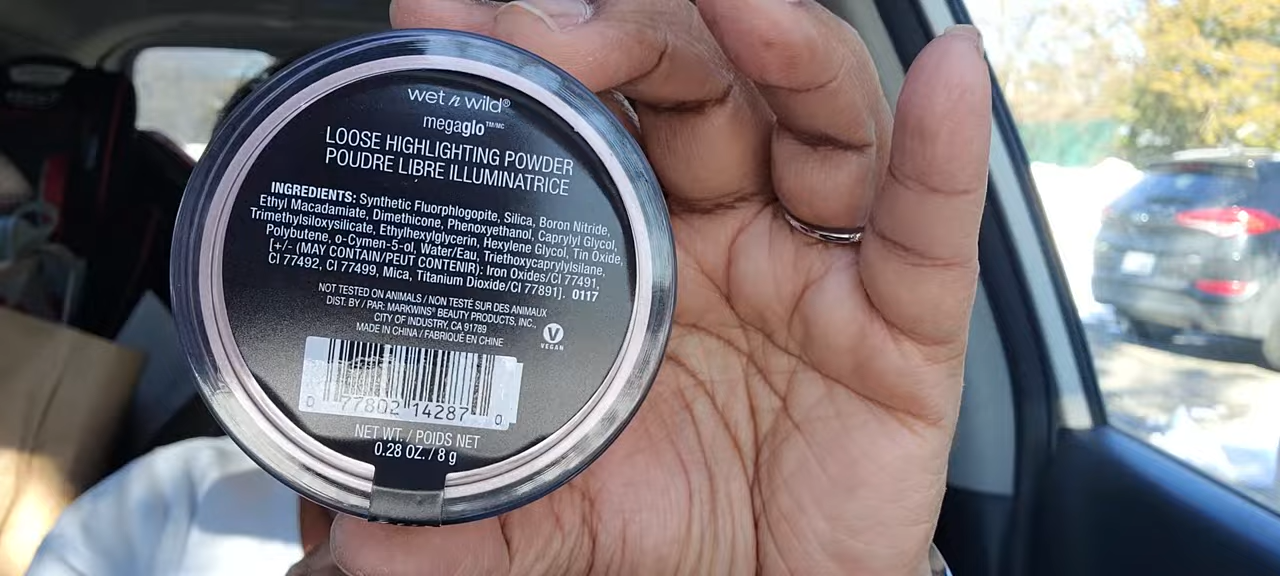 wet n wild®
megaglo™/MC
LOOSE HIGHLIGHTING POWDER
POUDRE LIBRE ILLUMINATRICE
INGREDIENTS: Synthetic Fluorphlogopite, Silica, Boron Nitride,
Ethyl Macadamiate, Dimethicone, Phenoxyethanol, Caprylyl Glycol,
Trimethylsiloxysilicate, Ethylhexylglycerin, Hexylene Glycol, Tin Oxide,
Polybutene, o-Cymen-5-ol, Water/Eau, Triethoxycaprylylsilane,
[+/- (MAY CONTAIN/PEUT CONTENIR): Iron Oxides/CI 77491,
CI 77492, CI 77499, Mica, Titanium Dioxide/CI 77891]. 0117
NOT TESTED ON ANIMALS / NON TESTÉ SUR DES ANIMAUX
DIST. BY / PAR: MARKWINS® BEAUTY PRODUCTS, INC.,
CITY OF INDUSTRY, CA 91789
MADE IN CHINA / FABRIQUÉ EN CHINE
V
VEGAN
0 77802 14287 0
NET WT. / POIDS NET
0.28 OZ. / 8 g